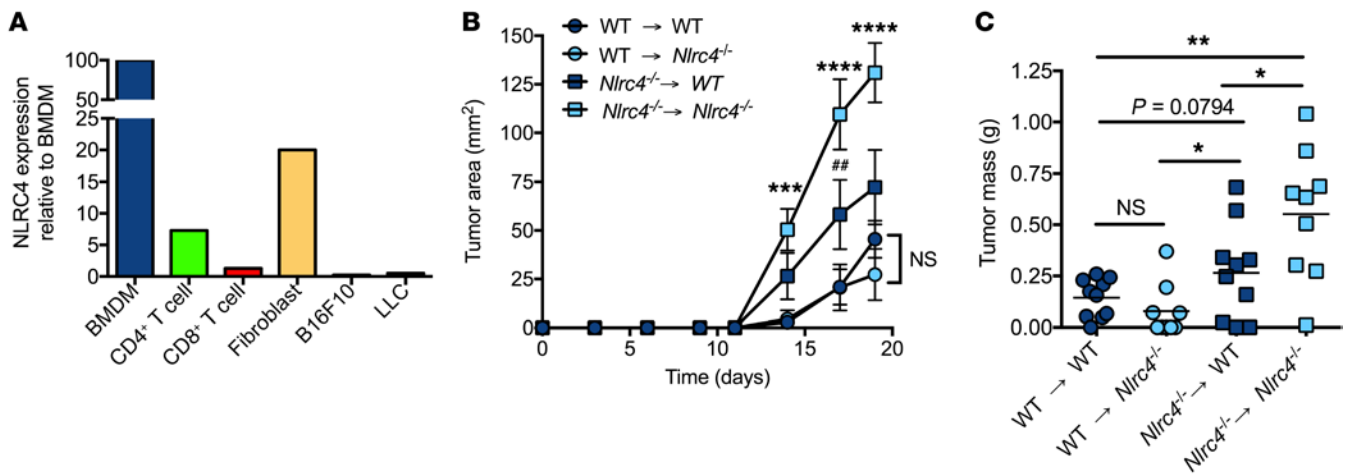 A
NLRC4 expression
relative to BMDM
100
50
25
20
15
10
5
0
BMDM
CD4⁺ T cell
CD8⁺ T cell
Fibroblast
B16F10
LLC
B
WT → WT
WT → Nlrc4⁻/⁻
Nlrc4⁻/⁻ → WT
Nlrc4⁻/⁻ → Nlrc4⁻/⁻
Tumor area (mm²)
150
125
100
75
50
25
0
***
****
****
##
NS
0
5
10
15
20
Time (days)
C
**
*
P = 0.0794
*
NS
Tumor mass (g)
1.25
1.00
0.75
0.50
0.25
0.00
WT → WT
WT → Nlrc4⁻/⁻
Nlrc4⁻/⁻ → WT
Nlrc4⁻/⁻ → Nlrc4⁻/⁻